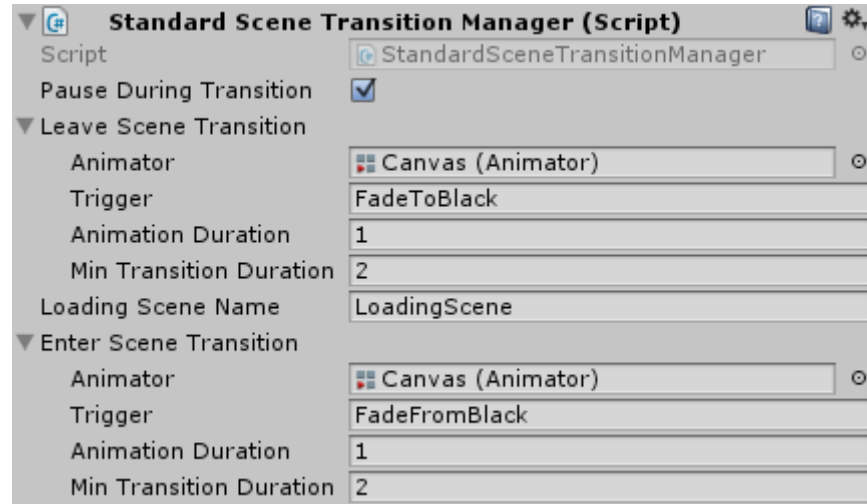 Standard Scene Transition Manager (Script)
Script StandardSceneTransitionManager
Pause During Transition
Leave Scene Transition
Animator Canvas (Animator)
Trigger FadeToBlack
Animation Duration 1
Min Transition Duration 2
Loading Scene Name LoadingScene
Enter Scene Transition
Animator Canvas (Animator)
Trigger FadeFromBlack
Animation Duration 1
Min Transition Duration 2